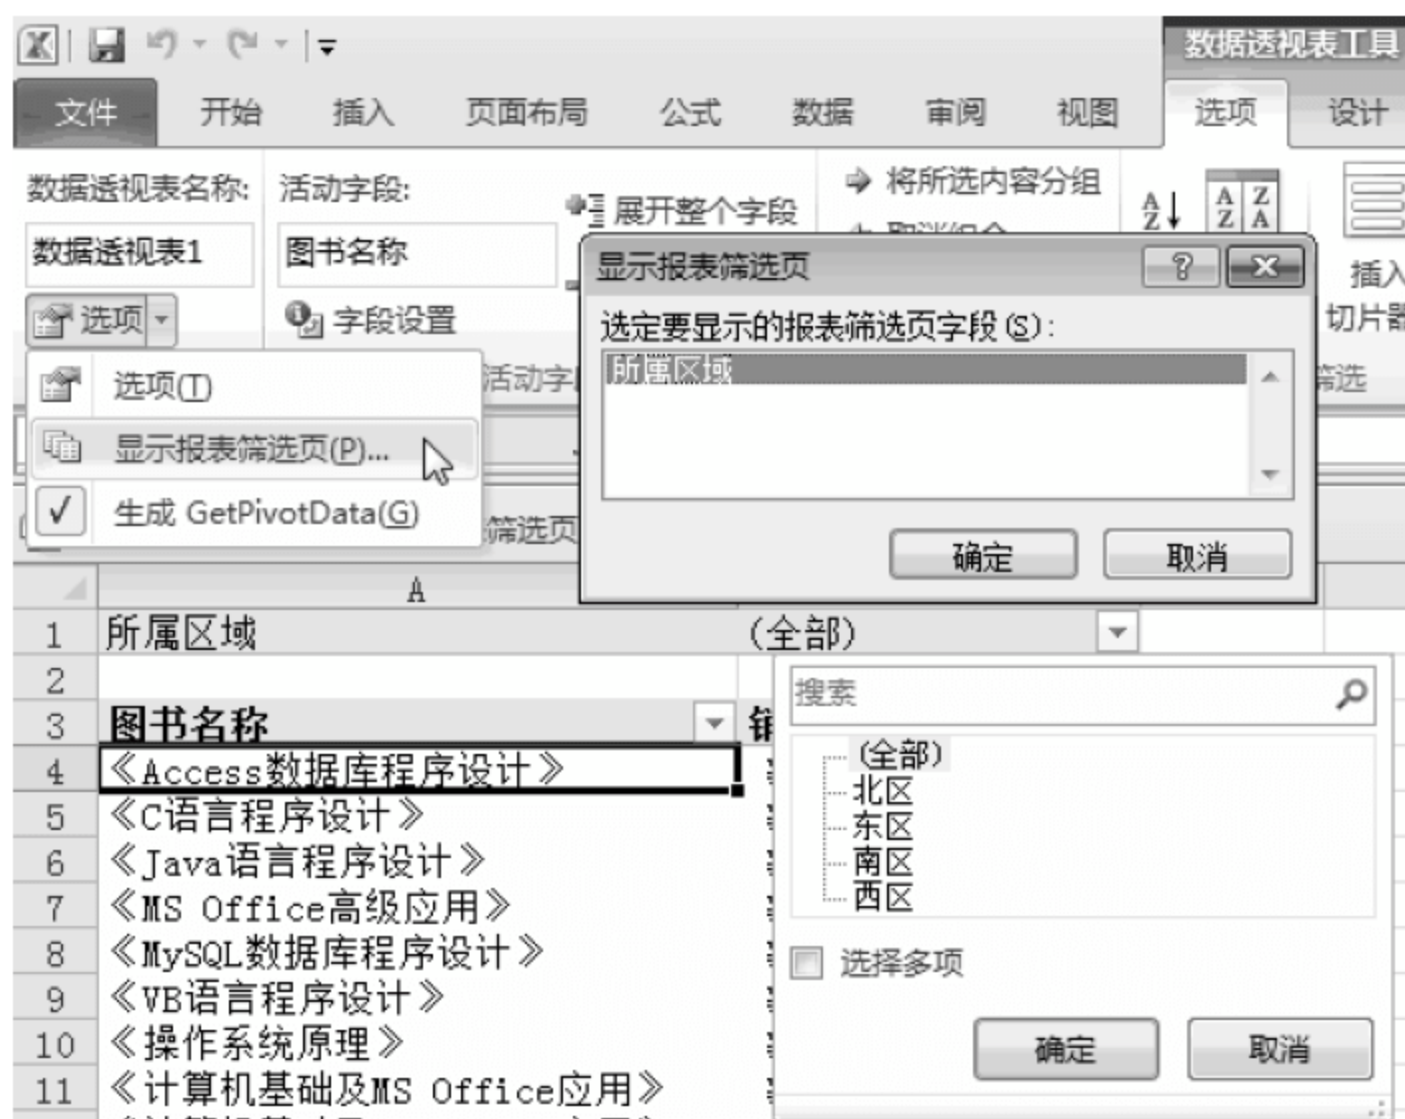 数据透视表工具
文件 开始 插入 页面布局 公式 数据 审阅 视图 选项 设计
数据透视表名称: 活动字段: 展开整个字段 将所选内容分组
数据透视表1 图书名称
选项 字段设置 插入
切片器
选项(T)
显示报表筛选页(P)...
生成 GetPivotData(G)
活动字
筛选
筛选页
显示报表筛选页
选定要显示的报表筛选页字段(S):
所属区域
确定 取消
A
1 所属区域 (全部)
2
3 图书名称
4 《Access数据库程序设计》
5 《C语言程序设计》
6 《Java语言程序设计》
7 《MS Office高级应用》
8 《MySQL数据库程序设计》
9 《VB语言程序设计》
10 《操作系统原理》
11 《计算机基础及MS Office应用》
搜索
(全部)
北区
东区
南区
西区
选择多项
确定 取消